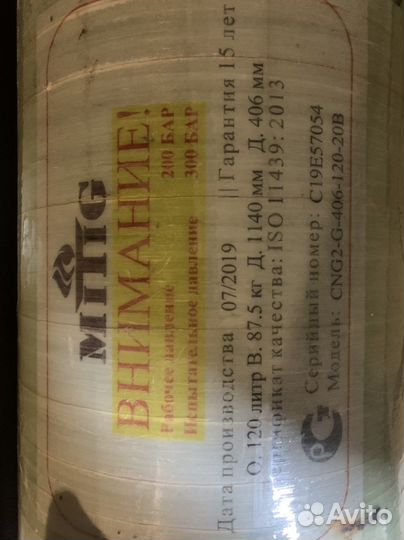 MITIG
ВНИМАНИЕ!
Рабочее давление 200 БАР
Испытательное давление 300 БАР
Дата производства 07/2019 || Гарантия 15 лет
О. 120 литр В. 87.5 кг Д. 1140 мм Д. 406 мм
Сертификат качества: ISO 11439: 2013
Серийный номер: C19E57054
Модель: CNG2-G-406-120-20B
Avito